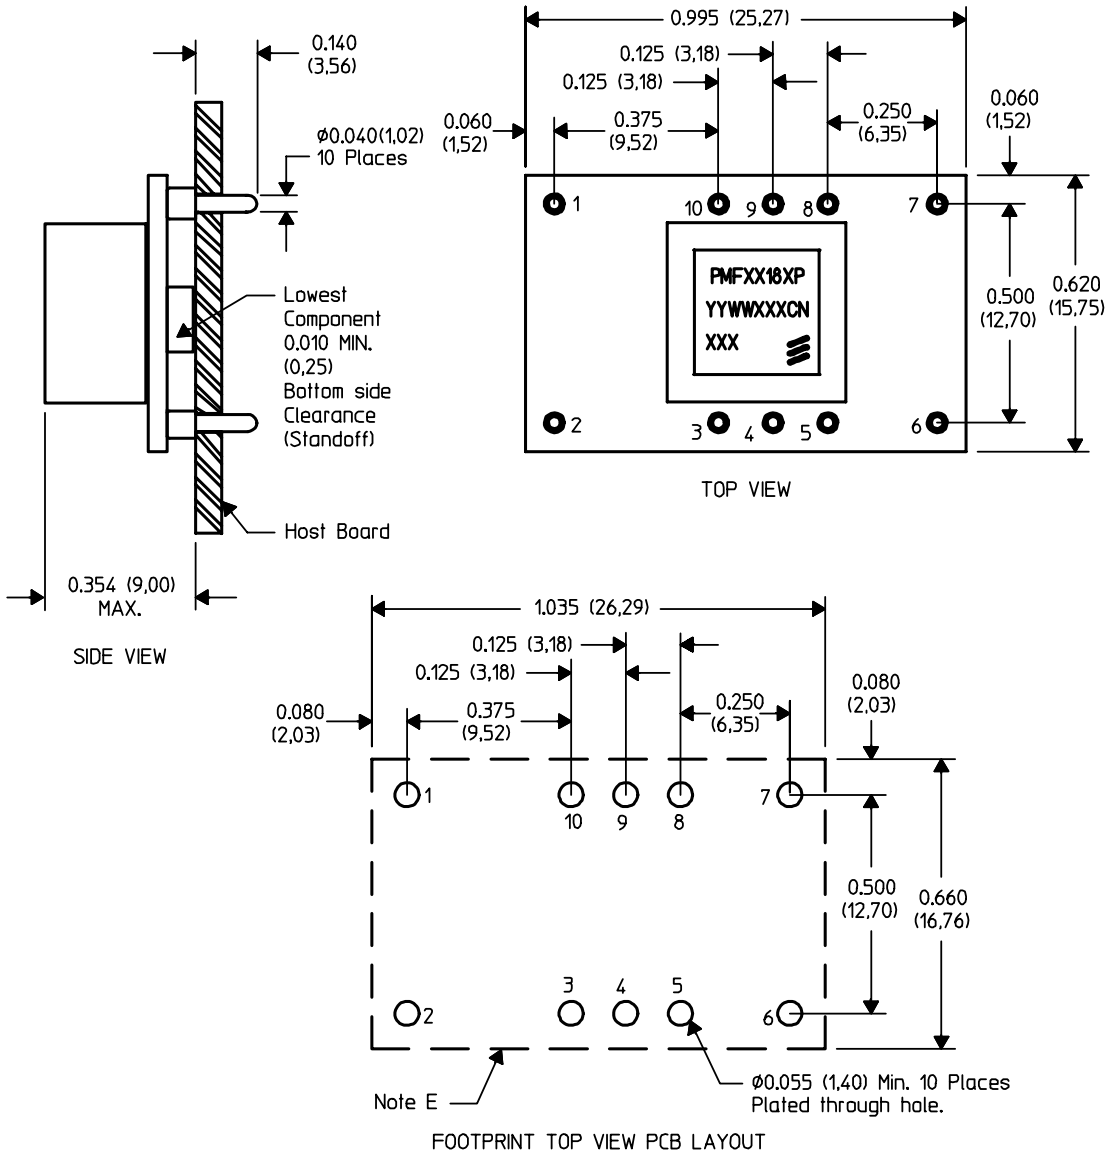 0.140
(3,56)
ø0.040(1,02)
10 Places
Lowest
Component
0.010 MIN.
(0,25)
Bottom side
Clearance
(Standoff)
Host Board
0.354 (9,00)
MAX.
SIDE VIEW
0.995 (25,27)
0.125 (3,18)
0.125 (3,18)
0.060
(1,52)
0.375
(9,52)
0.250
(6,35)
0.060
(1,52)
1
10
9
8
7
PMFXX18XP
YYWWXXXCN
XXX
0.500
(12,70)
0.620
(15,75)
2
3
4
5
6
TOP VIEW
1.035 (26,29)
0.125 (3,18)
0.125 (3,18)
0.080
(2,03)
0.375
(9,52)
0.250
(6,35)
0.080
(2,03)
1
10
9
8
7
0.500
(12,70)
0.660
(16,76)
2
3
4
5
6
Note E
ø0.055 (1,40) Min. 10 Places
Plated through hole.
FOOTPRINT TOP VIEW PCB LAYOUT